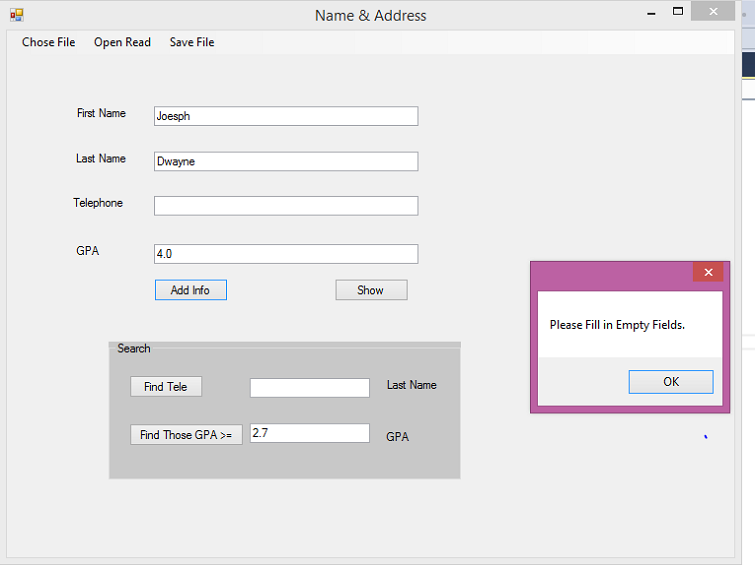 Name & Address
Chose File Open Read Save File
First Name Joesph
Last Name Dwayne
Telephone
GPA 4.0
Add Info Show
Please Fill in Empty Fields.
OK
Search
Find Tele Last Name
Find Those GPA >= 2.7 GPA